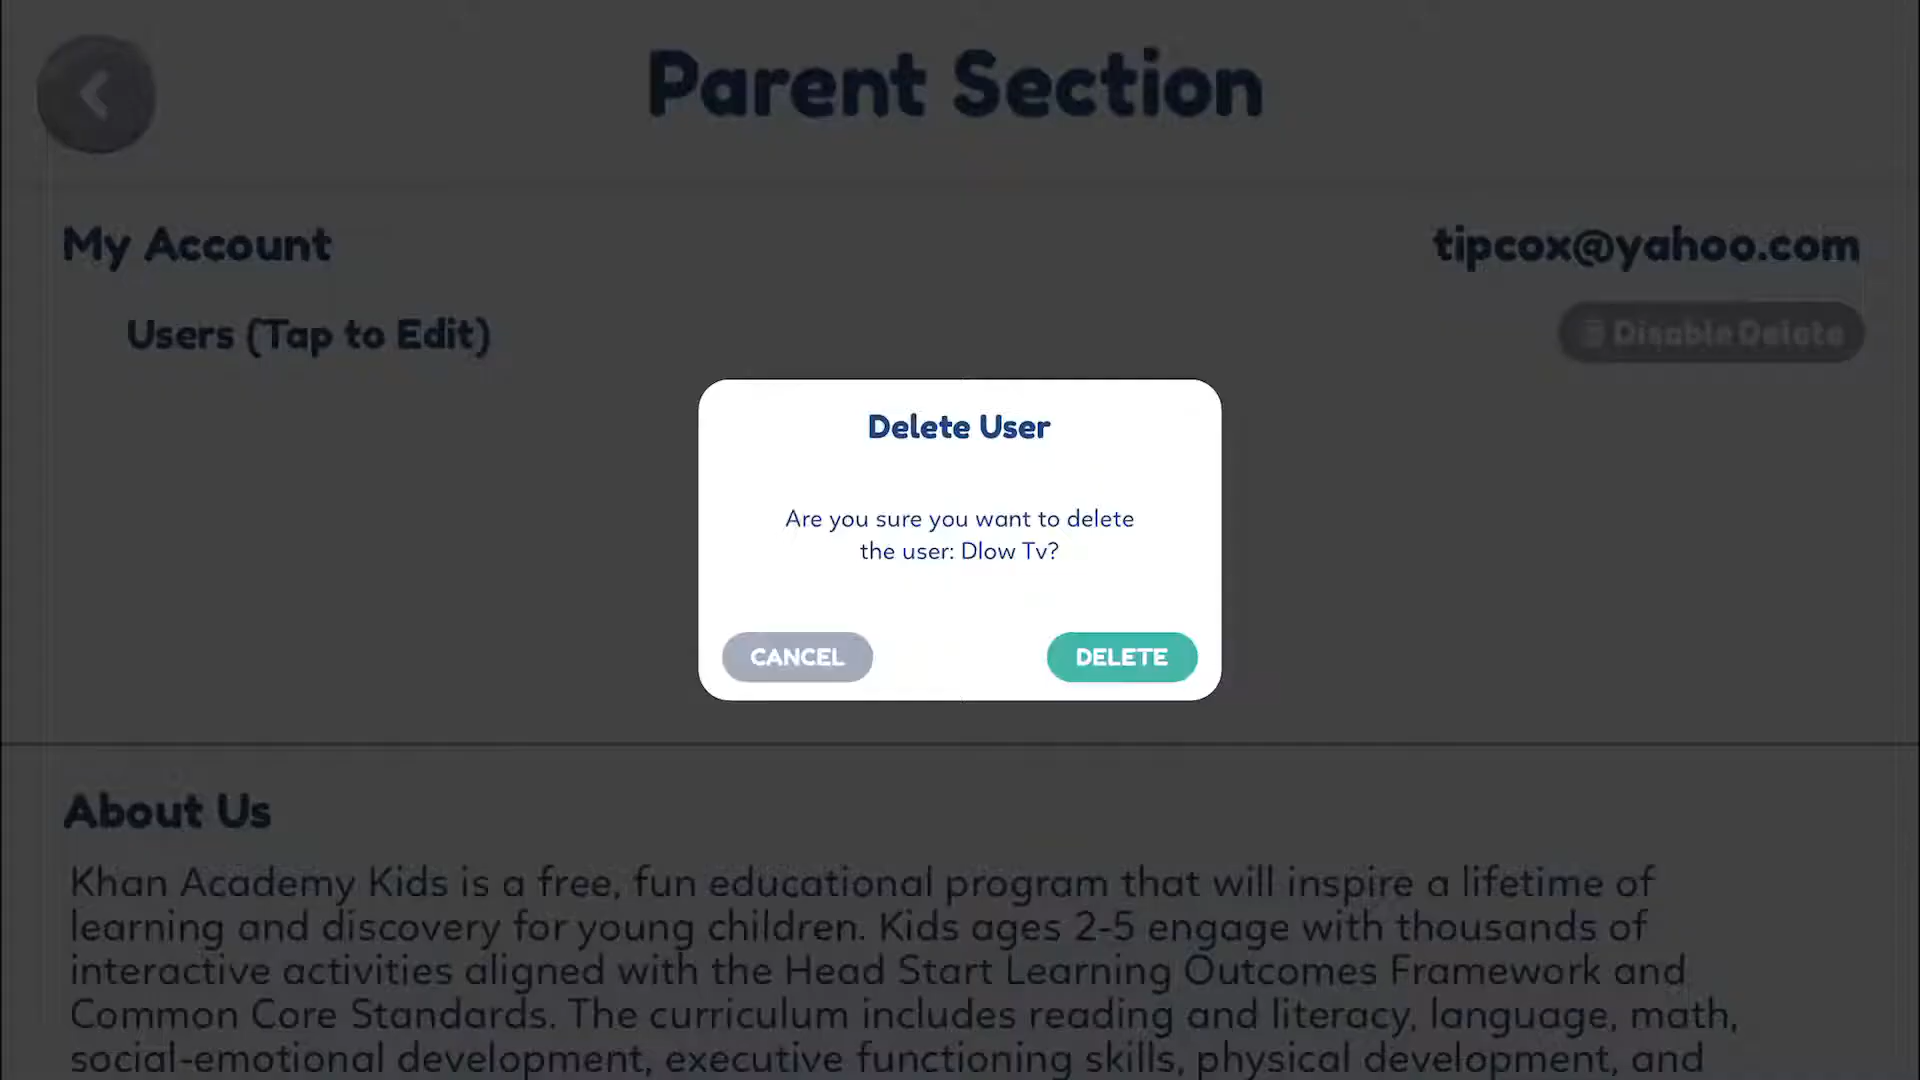 Parent Section
My Account
tipcox@yahoo.com
Users (Tap to Edit)
Disable Delete
Delete User
Are you sure you want to delete
the user: Dlow Tv?
CANCEL
DELETE
About Us
Khan Academy Kids is a free, fun educational program that will inspire a lifetime of
learning and discovery for young children. Kids ages 2-5 engage with thousands of
interactive activities aligned with the Head Start Learning Outcomes Framework and
Common Core Standards. The curriculum includes reading and literacy, language, math,
social-emotional development, executive functioning skills, physical development, and